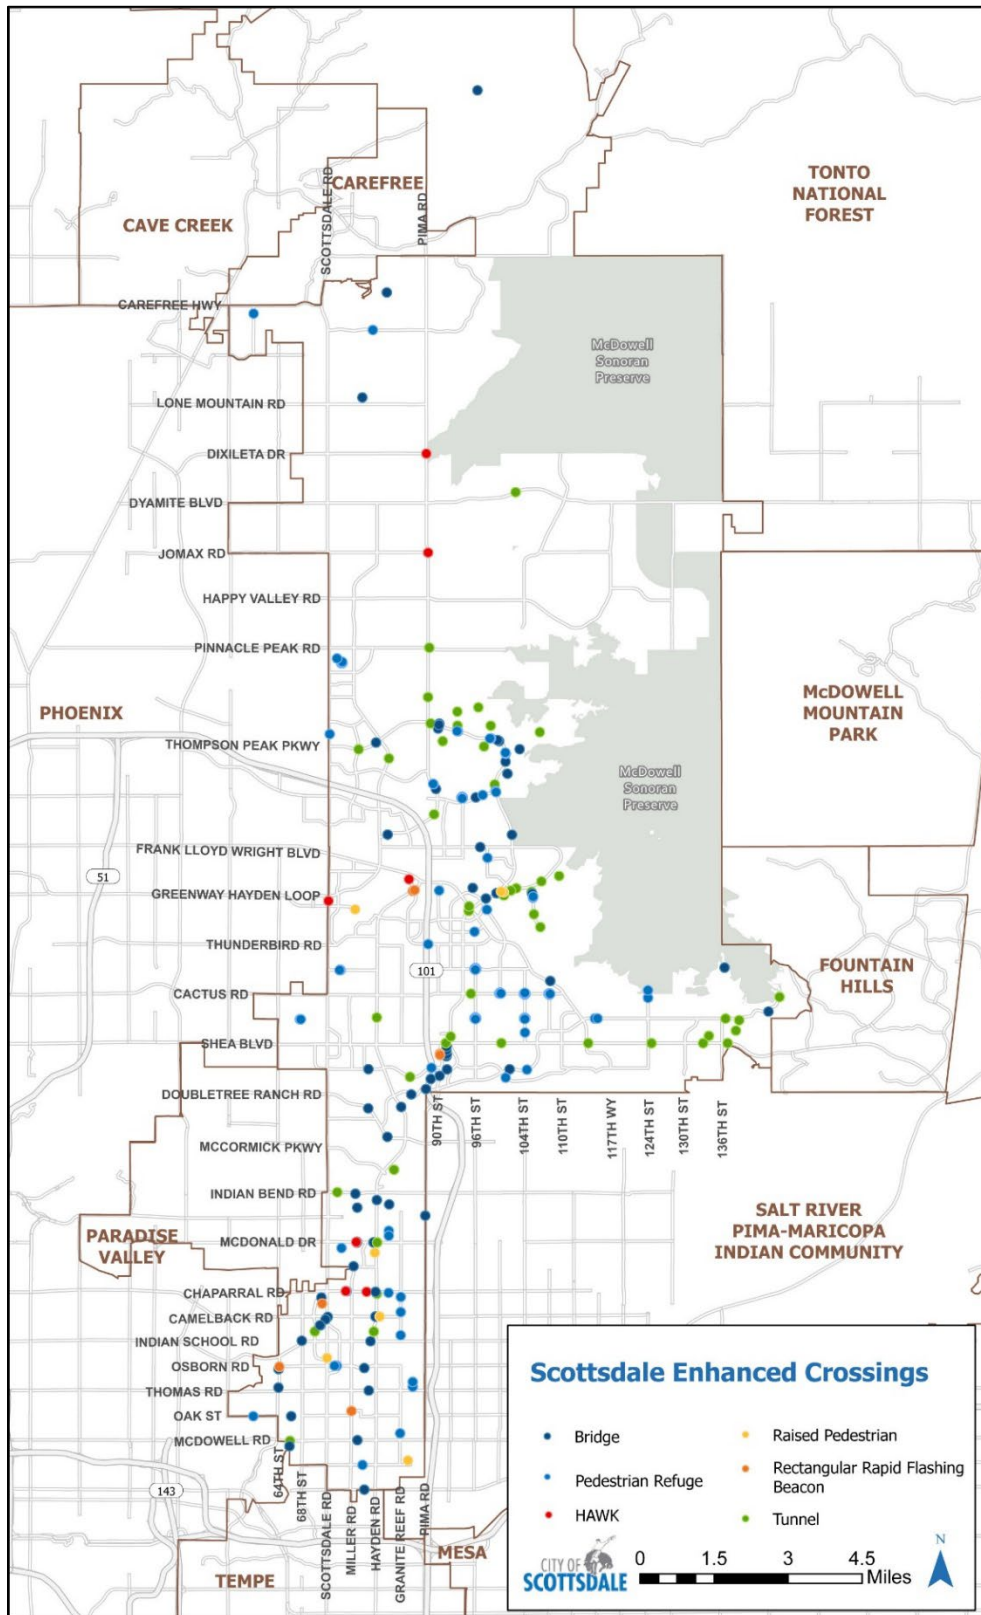 TONTO
NATIONAL
FOREST
CAREFREE
CAVE CREEK
SCOTTSDALE RD
PIMA RD
CAREFREE HWY
McDowell
Sonoran
Preserve
LONE MOUNTAIN RD
DIXILETA DR
DYAMITE BLVD
JOMAX RD
HAPPY VALLEY RD
PINNACLE PEAK RD
PHOENIX
McDOWELL
MOUNTAIN
PARK
THOMPSON PEAK PKWY
McDowell
Sonoran
Preserve
FRANK LLOYD WRIGHT BLVD
51
GREENWAY HAYDEN LOOP
THUNDERBIRD RD
101
FOUNTAIN
HILLS
CACTUS RD
SHEA BLVD
DOUBLETREE RANCH RD
90TH ST
96TH ST
104TH ST
110TH ST
117TH WY
124TH ST
130TH ST
136TH ST
MCCORMICK PKWY
INDIAN BEND RD
PARADISE
VALLEY
MCDONALD DR
SALT RIVER
PIMA-MARICOPA
INDIAN COMMUNITY
CHAPARRAL RD
CAMELBACK RD
INDIAN SCHOOL RD
OSBORN RD
THOMAS RD
OAK ST
MCDOWELL RD
143
64TH ST
68TH ST
SCOTTSDALE RD
MILLER RD
HAYDEN RD
GRANITE REEF RD
PIMA RD
MESA
TEMPE
Scottsdale Enhanced Crossings
Bridge
Pedestrian Refuge
HAWK
Raised Pedestrian
Rectangular Rapid Flashing
Beacon
Tunnel
CITY OF
SCOTTSDALE
0 1.5 3 4.5
Miles
N